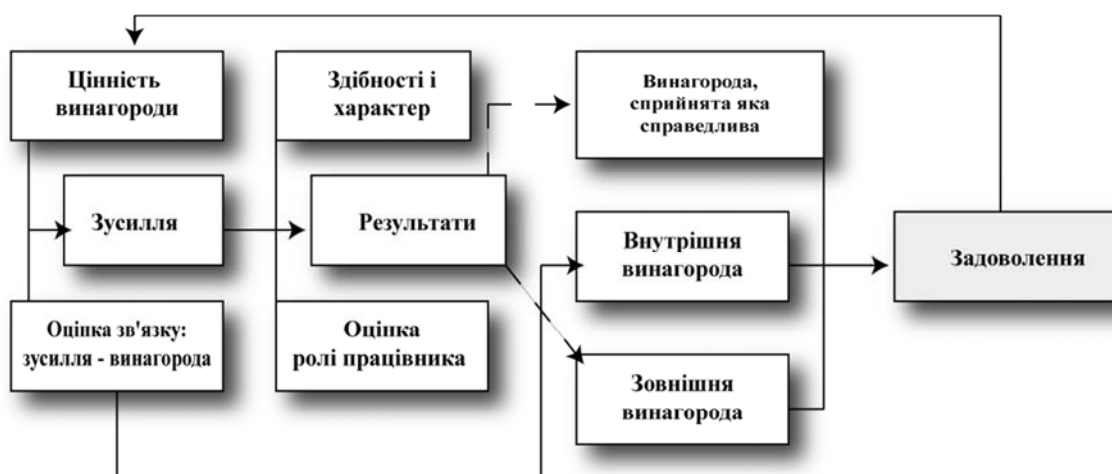 Цінність
винагороди
Здібності і
характер
Винагорода,
сприйнята яка
справедлива
Зусилля
Результати
Внутрішня
винагорода
Задоволення
Оцінка зв'язку:
зусилля - винагорода
Оцінка
ролі працівника
Зовнішня
винагорода